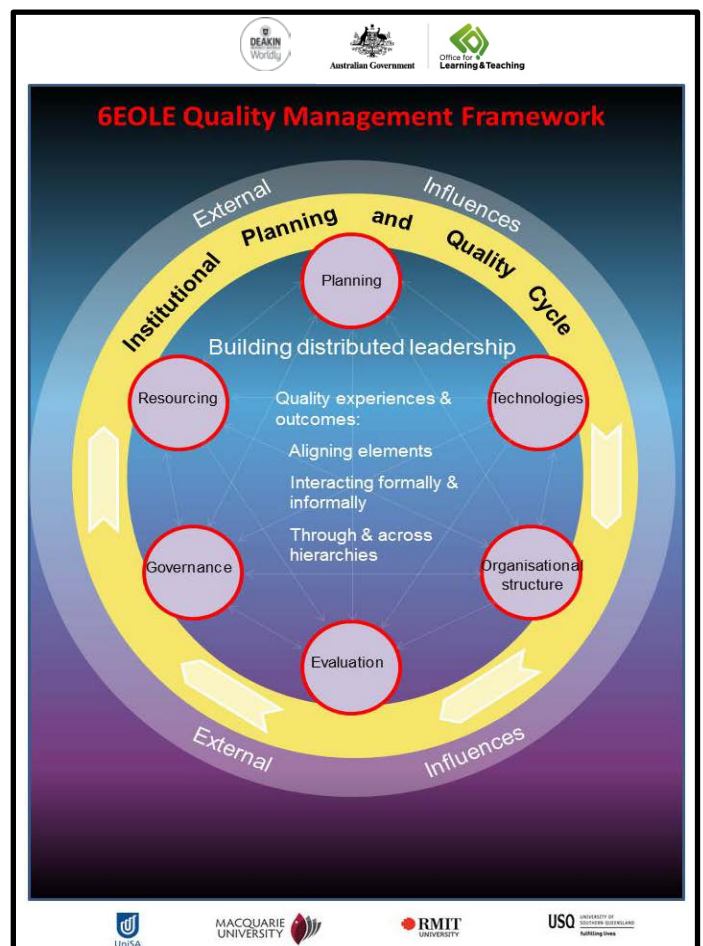 DEAKIN
Worldly
Australian Government
Office for
Learning & Teaching
6EOLE Quality Management Framework
External Influences
Institutional Planning and Quality Cycle
Planning
Building distributed leadership
Resourcing
Quality experiences &
outcomes:
Technologies
Aligning elements
Interacting formally &
informally
Through & across
hierarchies
Governance
Organisational
structure
Evaluation
External Influences
UniSA
MACQUARIE
UNIVERSITY
RMIT
UNIVERSITY
USQ
UNIVERSITY OF
SOUTHERN QUEENSLAND
fulfilling lives